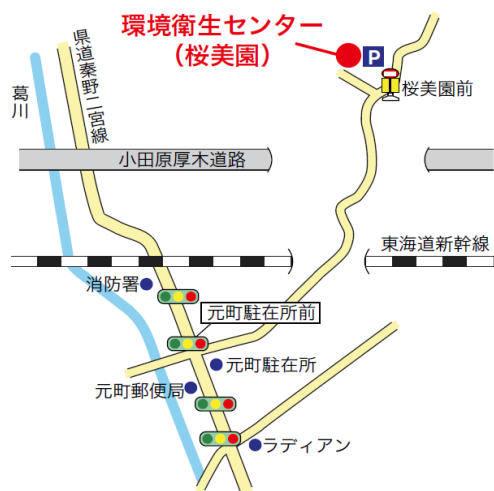 環境衛生センター
（桜美園）
P
県道秦野二宮線
葛川
桜美園前
小田原厚木道路
東海道新幹線
消防署
元町駐在所前
元町駐在所
元町郵便局
ラディアン